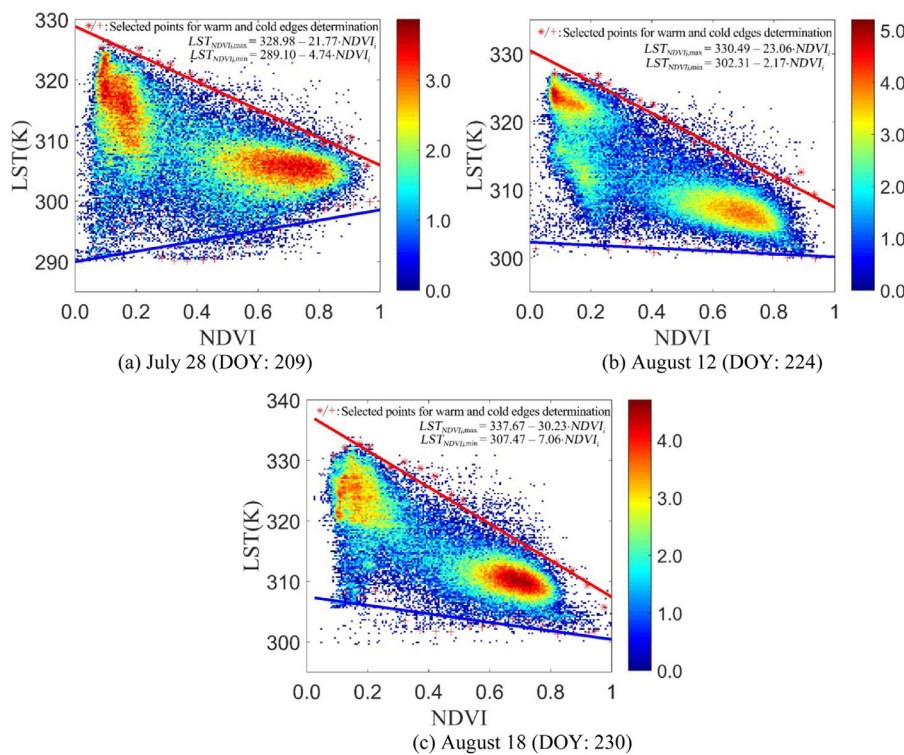 330
320
310
300
290
LST(K)
*/+: Selected points for warm and cold edges determination
LST_NDVIi,max = 328.98 − 21.77·NDVI_i
LST_NDVIi,min = 289.10 − 4.74·NDVI_i
0.0 0.2 0.4 0.6 0.8 1
NDVI
3.0
2.0
1.0
0.0
(a) July 28 (DOY: 209)
330
320
310
300
LST(K)
*/+: Selected points for warm and cold edges determination
LST_NDVIi,max = 330.49 − 23.06·NDVI_i
LST_NDVIi,min = 302.31 − 2.17·NDVI_i
0.0 0.2 0.4 0.6 0.8 1
NDVI
5.0
4.0
3.0
2.0
1.0
0.0
(b) August 12 (DOY: 224)
340
330
320
310
300
LST(K)
*/+: Selected points for warm and cold edges determination
LST_NDVIi,max = 337.67 − 30.23·NDVI_i
LST_NDVIi,min = 307.47 − 7.06·NDVI_i
0.0 0.2 0.4 0.6 0.8 1
NDVI
4.0
3.0
2.0
1.0
0.0
(c) August 18 (DOY: 230)